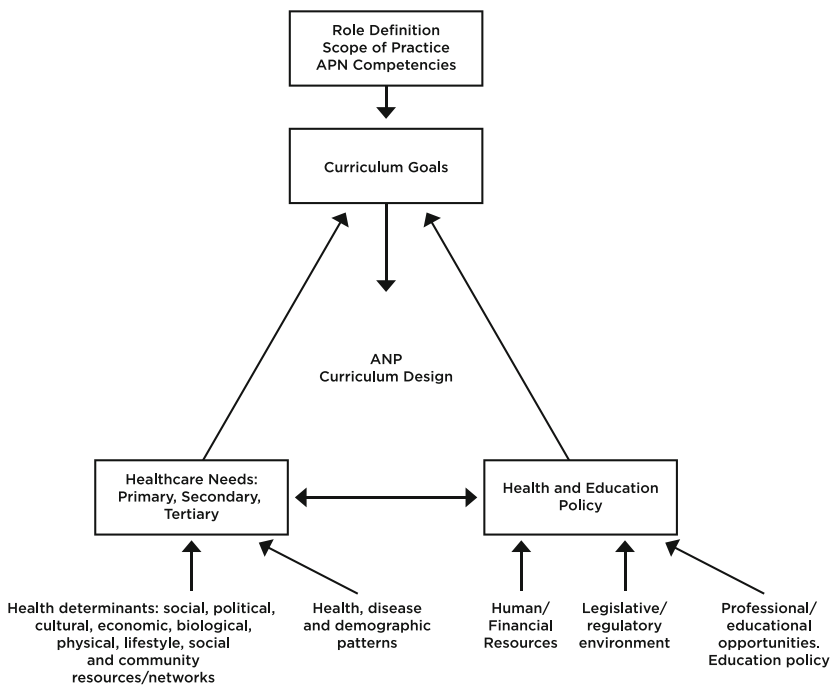 Role Definition
Scope of Practice
APN Competencies
Curriculum Goals
ANP
Curriculum Design
Healthcare Needs:
Primary, Secondary,
Tertiary
Health and Education
Policy
Health determinants: social, political,
cultural, economic, biological,
physical, lifestyle, social
and community
resources/networks
Health, disease
and demographic
patterns
Human/
Financial
Resources
Legislative/
regulatory
environment
Professional/
educational
opportunities.
Education policy